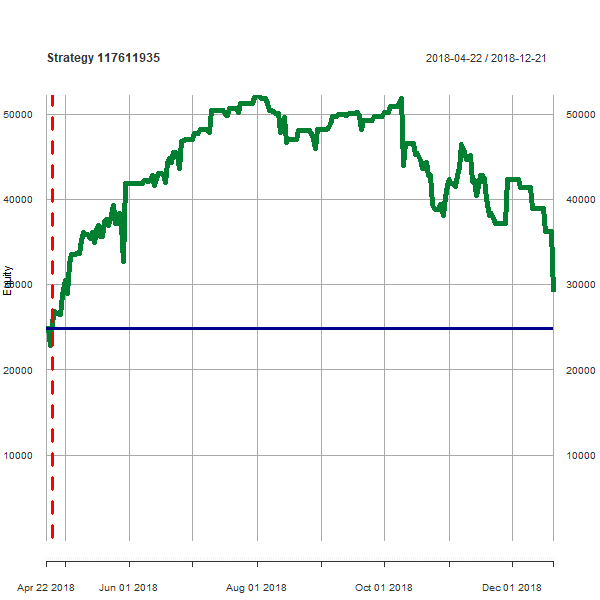 Strategy 117611935
2018-04-22 / 2018-12-21
50000 50000
40000 40000
Equity
30000 30000
20000 20000
10000 10000
Apr 22 2018 Jun 01 2018 Aug 01 2018 Oct 01 2018 Dec 01 2018